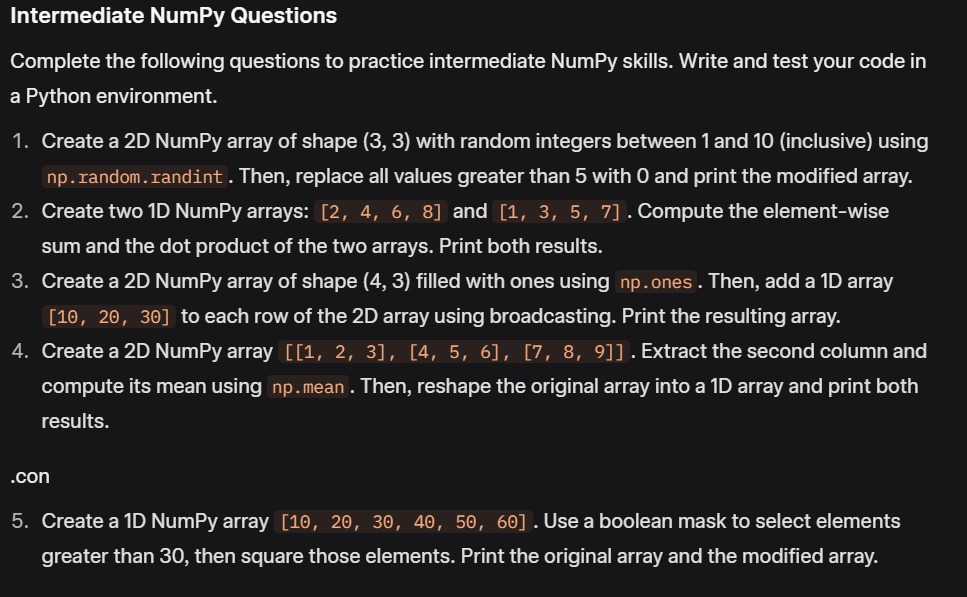 Intermediate NumPy Questions
Complete the following questions to practice intermediate NumPy skills. Write and test your code in
a Python environment.
1. Create a 2D NumPy array of shape (3, 3) with random integers between 1 and 10 (inclusive) using
np.random.randint. Then, replace all values greater than 5 with 0 and print the modified array.
2. Create two 1D NumPy arrays: [2, 4, 6, 8] and [1, 3, 5, 7]. Compute the element-wise
sum and the dot product of the two arrays. Print both results.
3. Create a 2D NumPy array of shape (4, 3) filled with ones using np.ones. Then, add a 1D array
[10, 20, 30] to each row of the 2D array using broadcasting. Print the resulting array.
4. Create a 2D NumPy array [[1, 2, 3], [4, 5, 6], [7, 8, 9]]. Extract the second column and
compute its mean using np.mean. Then, reshape the original array into a 1D array and print both
results.
.con
5. Create a 1D NumPy array [10, 20, 30, 40, 50, 60]. Use a boolean mask to select elements
greater than 30, then square those elements. Print the original array and the modified array.